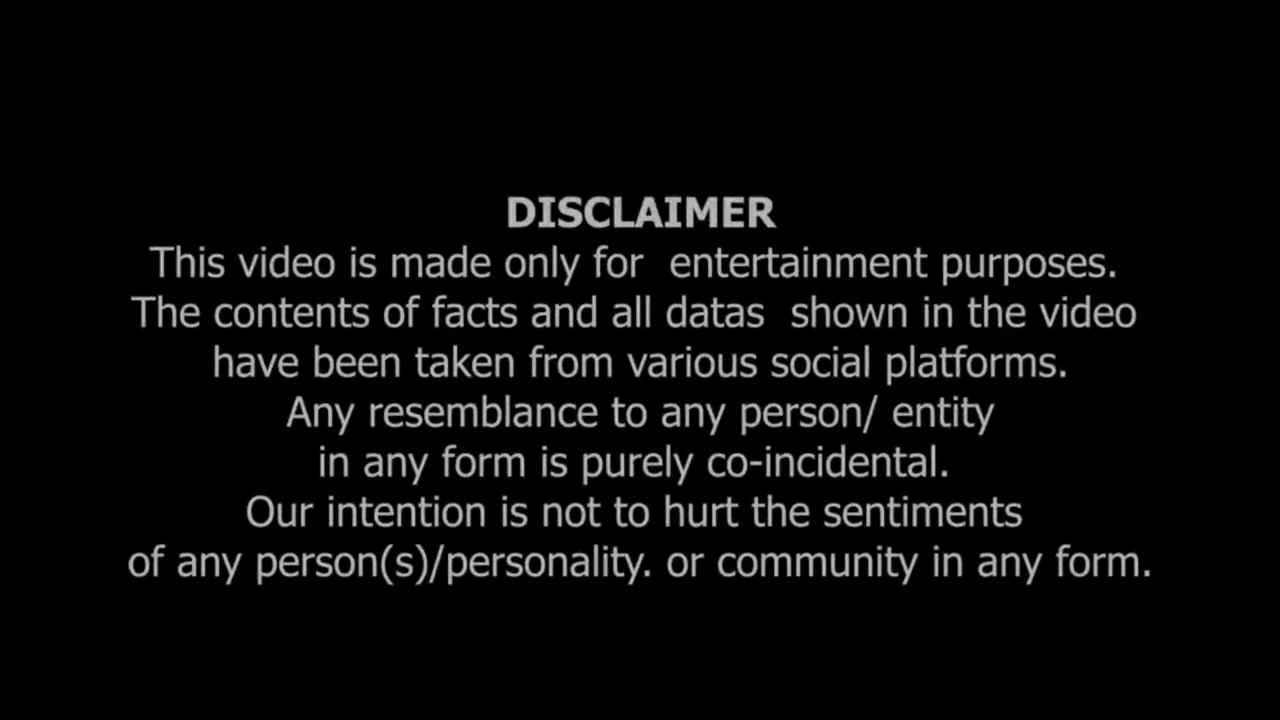 DISCLAIMER
This video is made only for  entertainment purposes.
The contents of facts and all datas  shown in the video
have been taken from various social platforms.
Any resemblance to any person/ entity
in any form is purely co-incidental.
Our intention is not to hurt the sentiments
of any person(s)/personality. or community in any form.